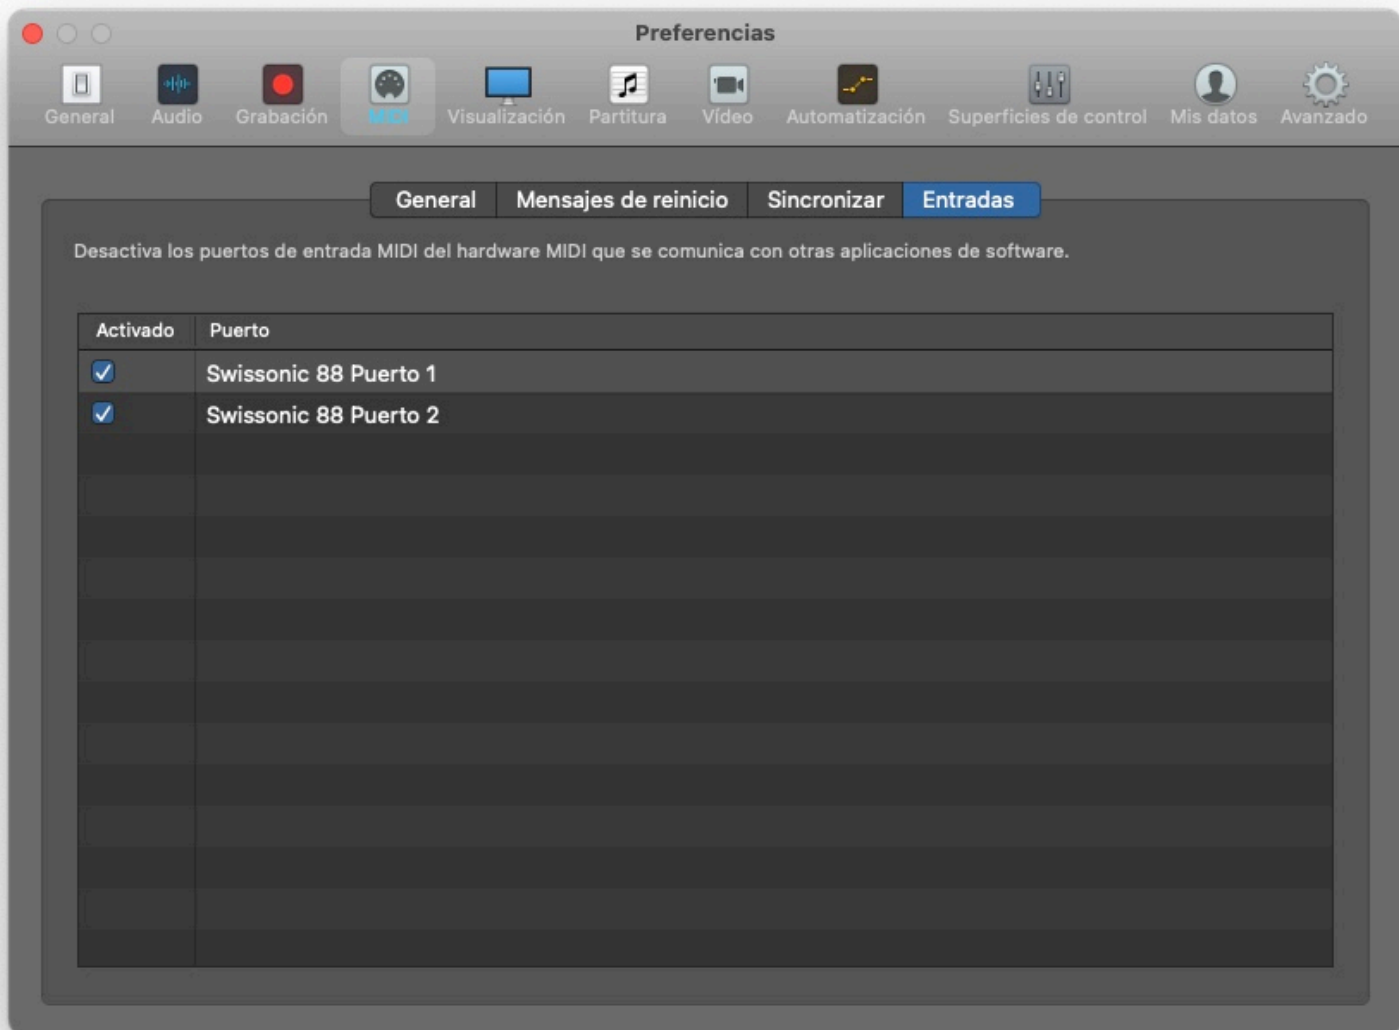 Preferencias
General Audio Grabación MIDI Visualización Partitura Vídeo Automatización Superficies de control Mis datos Avanzado
General Mensajes de reinicio Sincronizar Entradas
Desactiva los puertos de entrada MIDI del hardware MIDI que se comunica con otras aplicaciones de software.
Activado Puerto
Swissonic 88 Puerto 1
Swissonic 88 Puerto 2